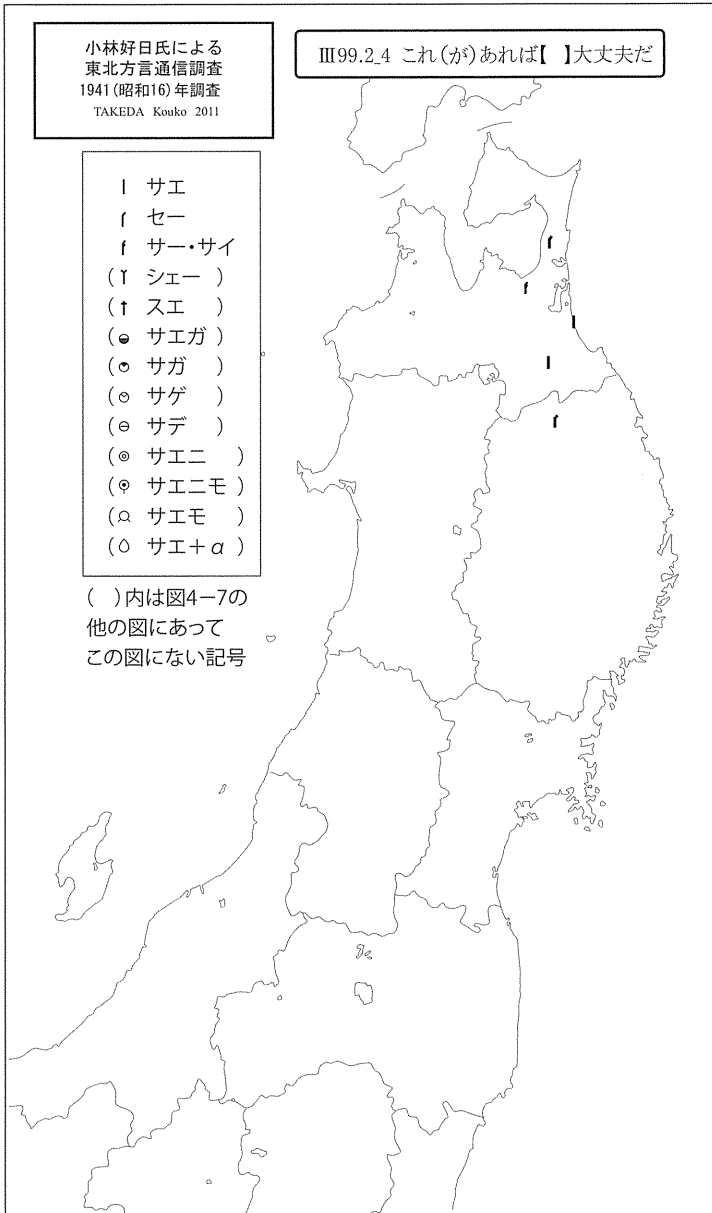 小林好日氏による
東北方言通信調査
1941(昭和16)年調査
TAKEDA Kouko 2011
Ⅲ99.2_4 これ(が)あれば【 】大丈夫だ
サエ
セー
サー・サイ
( シェー )
( スエ )
( サエガ )
( サガ )
( サゲ )
( サデ )
( サエニ )
( サエニモ )
( サエモ )
( サエ+α )
( )内は図4-7の
他の図にあって
この図にない記号